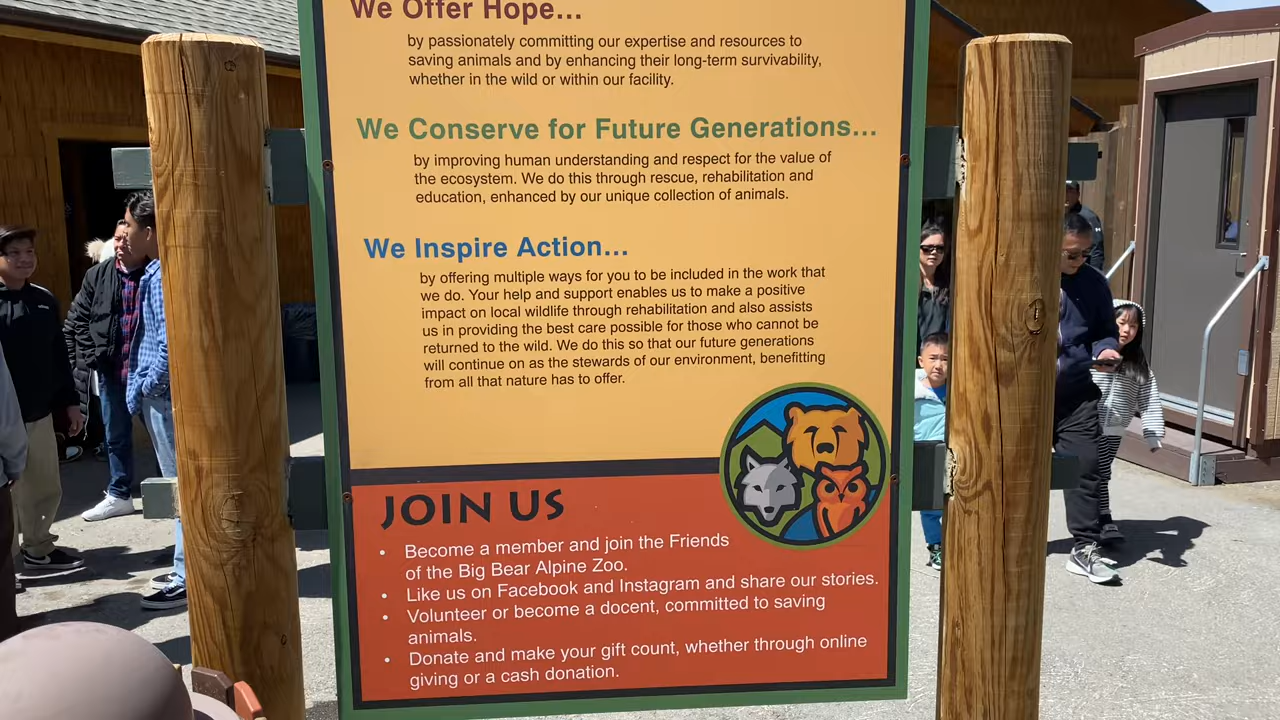 We Offer Hope...
by passionately committing our expertise and resources to
saving animals and by enhancing their long-term survivability,
whether in the wild or within our facility.
We Conserve for Future Generations...
by improving human understanding and respect for the value of
the ecosystem. We do this through rescue, rehabilitation and
education, enhanced by our unique collection of animals.
We Inspire Action...
by offering multiple ways for you to be included in the work that
we do. Your help and support enables us to make a positive
impact on local wildlife through rehabilitation and also assists
us in providing the best care possible for those who cannot be
returned to the wild. We do this so that our future generations
will continue on as the stewards of our environment, benefitting
from all that nature has to offer.
JOIN US
• Become a member and join the Friends
of the Big Bear Alpine Zoo.
• Like us on Facebook and Instagram and share our stories.
• Volunteer or become a docent, committed to saving
animals.
• Donate and make your gift count, whether through online
giving or a cash donation.